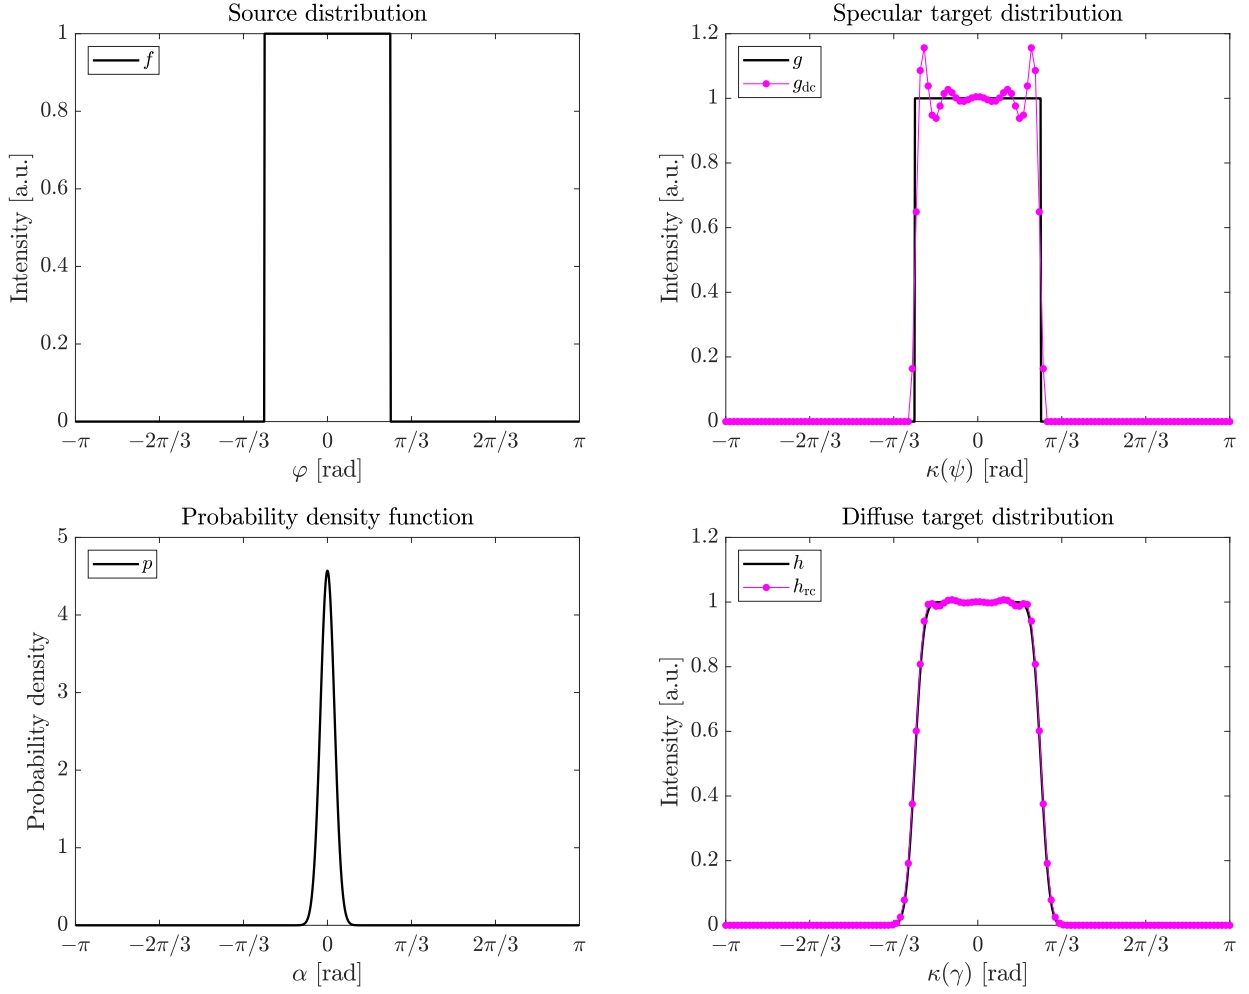 Source distribution
f
1
0.8
0.6
0.4
0.2
0
Intensity [a.u.]
−π −2π/3 −π/3 0 π/3 2π/3 π
φ [rad]
Specular target distribution
g
g_dc
1.2
1
0.8
0.6
0.4
0.2
0
Intensity [a.u.]
−π −2π/3 −π/3 0 π/3 2π/3 π
κ(ψ) [rad]
Probability density function
p
5
4
3
2
1
0
Probability density
−π −2π/3 −π/3 0 π/3 2π/3 π
α [rad]
Diffuse target distribution
h
h_rc
1.2
1
0.8
0.6
0.4
0.2
0
Intensity [a.u.]
−π −2π/3 −π/3 0 π/3 2π/3 π
κ(γ) [rad]